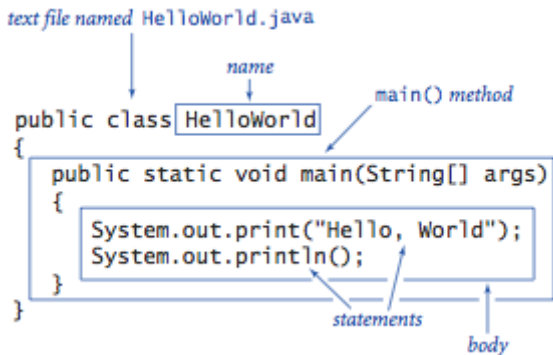 text file named HelloWorld.java
name
main() method
public class HelloWorld
{
public static void main(String[] args)
{
System.out.print("Hello, World");
System.out.println();
}
}
statements
body